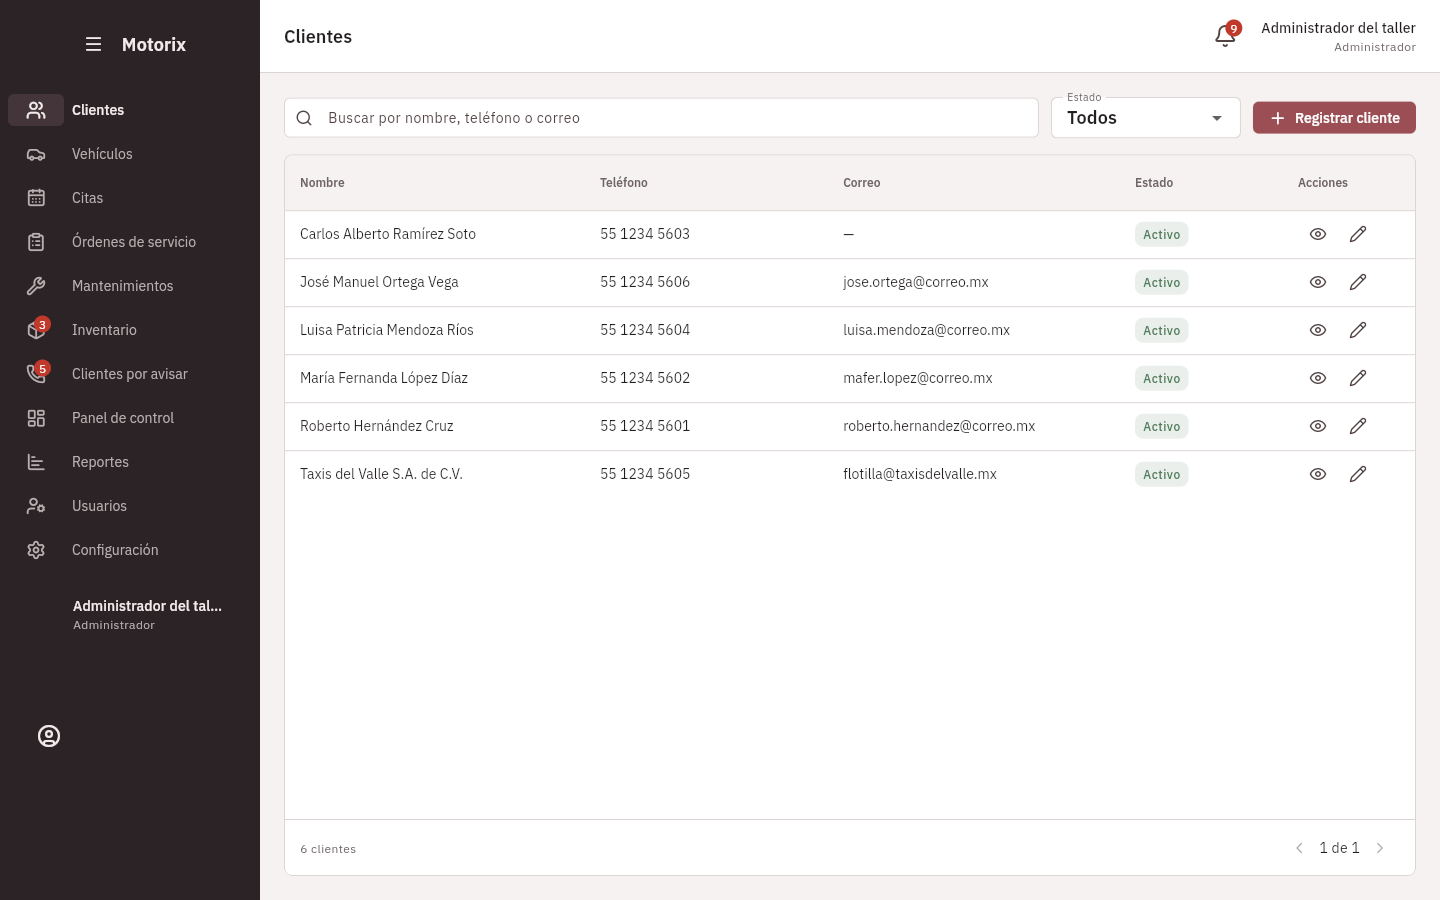 Motorix
Clientes
Vehículos
Citas
Órdenes de servicio
Mantenimientos
3
Inventario
5
Clientes por avisar
Panel de control
Reportes
Usuarios
Configuración
Administrador del tal...
Administrador
Clientes
9
Administrador del taller
Administrador
Buscar por nombre, teléfono o correo
Estado
Todos
Registrar cliente
Nombre Teléfono Correo Estado Acciones
Carlos Alberto Ramírez Soto 55 1234 5603 — Activo
José Manuel Ortega Vega 55 1234 5606 jose.ortega@correo.mx Activo
Luisa Patricia Mendoza Ríos 55 1234 5604 luisa.mendoza@correo.mx Activo
María Fernanda López Díaz 55 1234 5602 mafer.lopez@correo.mx Activo
Roberto Hernández Cruz 55 1234 5601 roberto.hernandez@correo.mx Activo
Taxis del Valle S.A. de C.V. 55 1234 5605 flotilla@taxisdelvalle.mx Activo
6 clientes
1 de 1